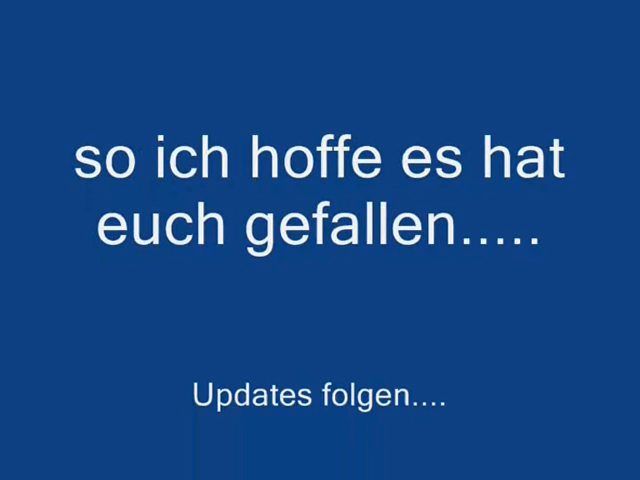 so ich hoffe es hat
euch gefallen.....
Updates folgen....